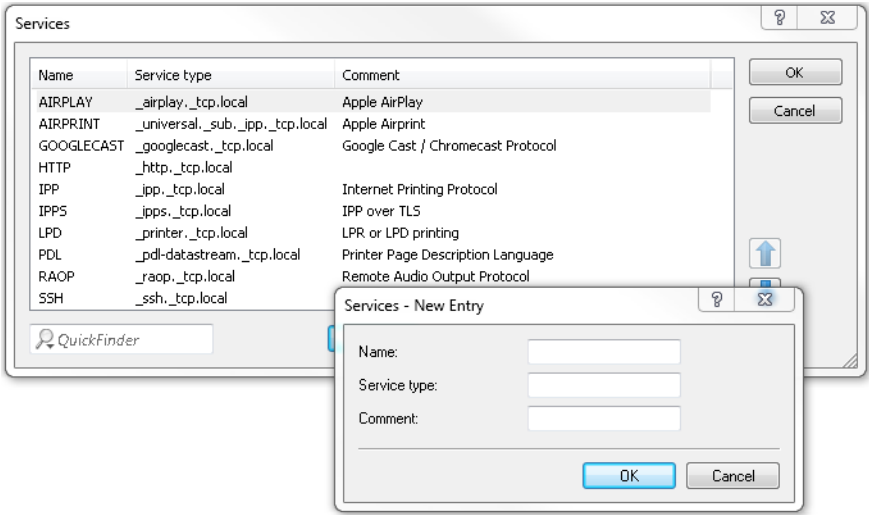 Services
Name Service type Comment
AIRPLAY _airplay._tcp.local Apple AirPlay
AIRPRINT _universal._sub._ipp._tcp.local Apple Airprint
GOOGLECAST _googlecast._tcp.local Google Cast / Chromecast Protocol
HTTP _http._tcp.local
IPP _ipp._tcp.local Internet Printing Protocol
IPPS _ipps._tcp.local IPP over TLS
LPD _printer._tcp.local LPR or LPD printing
PDL _pdl-datastream._tcp.local Printer Page Description Language
RAOP _raop._tcp.local Remote Audio Output Protocol
SSH _ssh._tcp.local
OK
Cancel
QuickFinder
Services - New Entry
Name:
Service type:
Comment:
OK Cancel